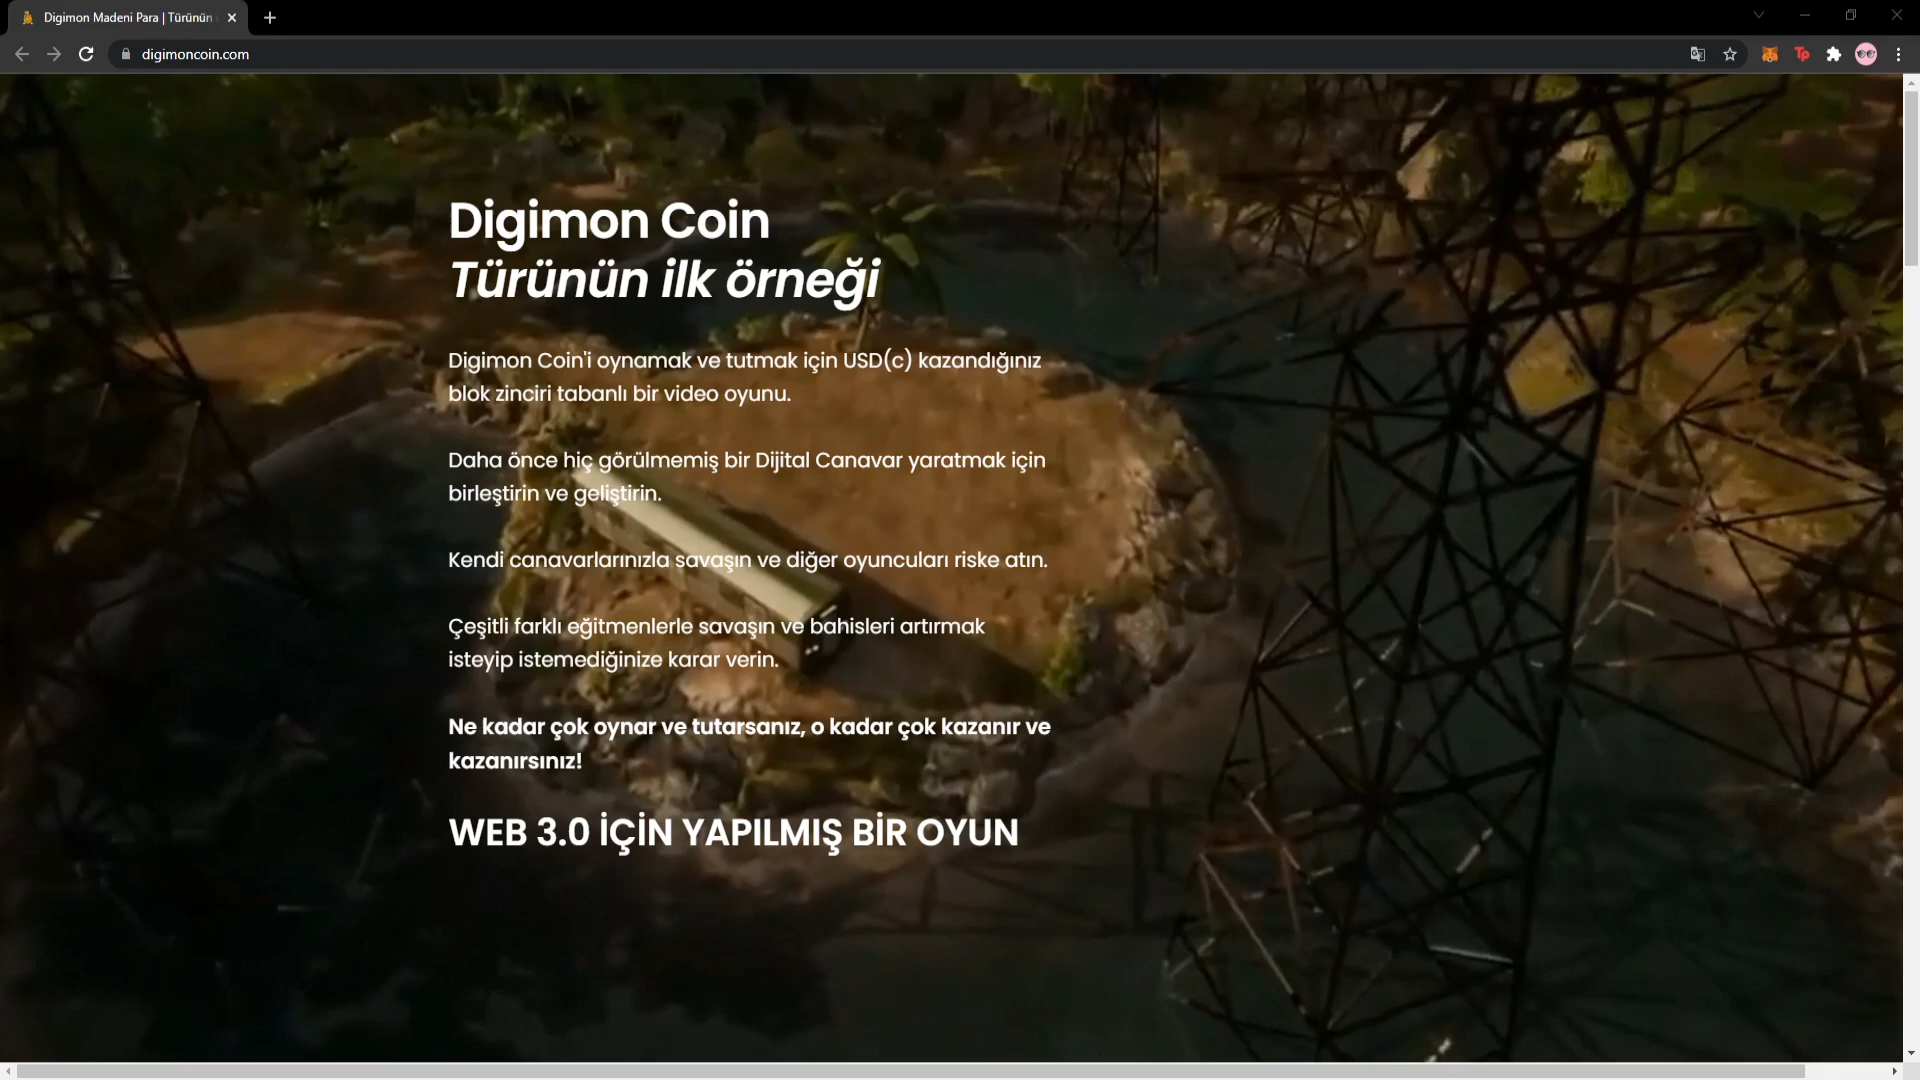 Digimon Madeni Para | Türünün
digimoncoin.com
Digimon Coin
Türünün ilk örneği
Digimon Coin'i oynamak ve tutmak için USD(c) kazandığınız
blok zinciri tabanlı bir video oyunu.
Daha önce hiç görülmemiş bir Dijital Canavar yaratmak için
birleştirin ve geliştirin.
Kendi canavarlarınızla savaşın ve diğer oyuncuları riske atın.
Çeşitli farklı eğitmenlerle savaşın ve bahisleri artırmak
isteyip istemediğinize karar verin.
Ne kadar çok oynar ve tutarsanız, o kadar çok kazanır ve
kazanırsınız!
WEB 3.0 İÇİN YAPILMIŞ BİR OYUN